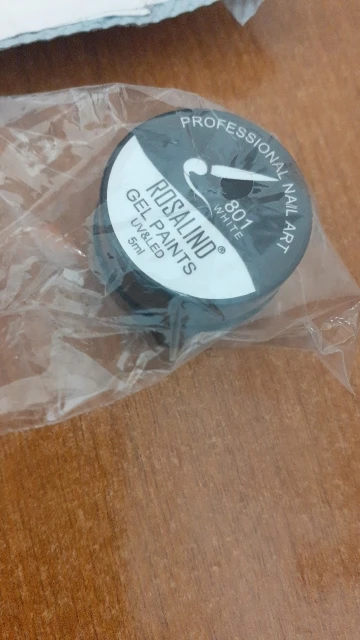 PROFESSIONAL NAIL ART
801
WHITE
ROSALIND®
GEL PAINTS
UV&LED
5ml